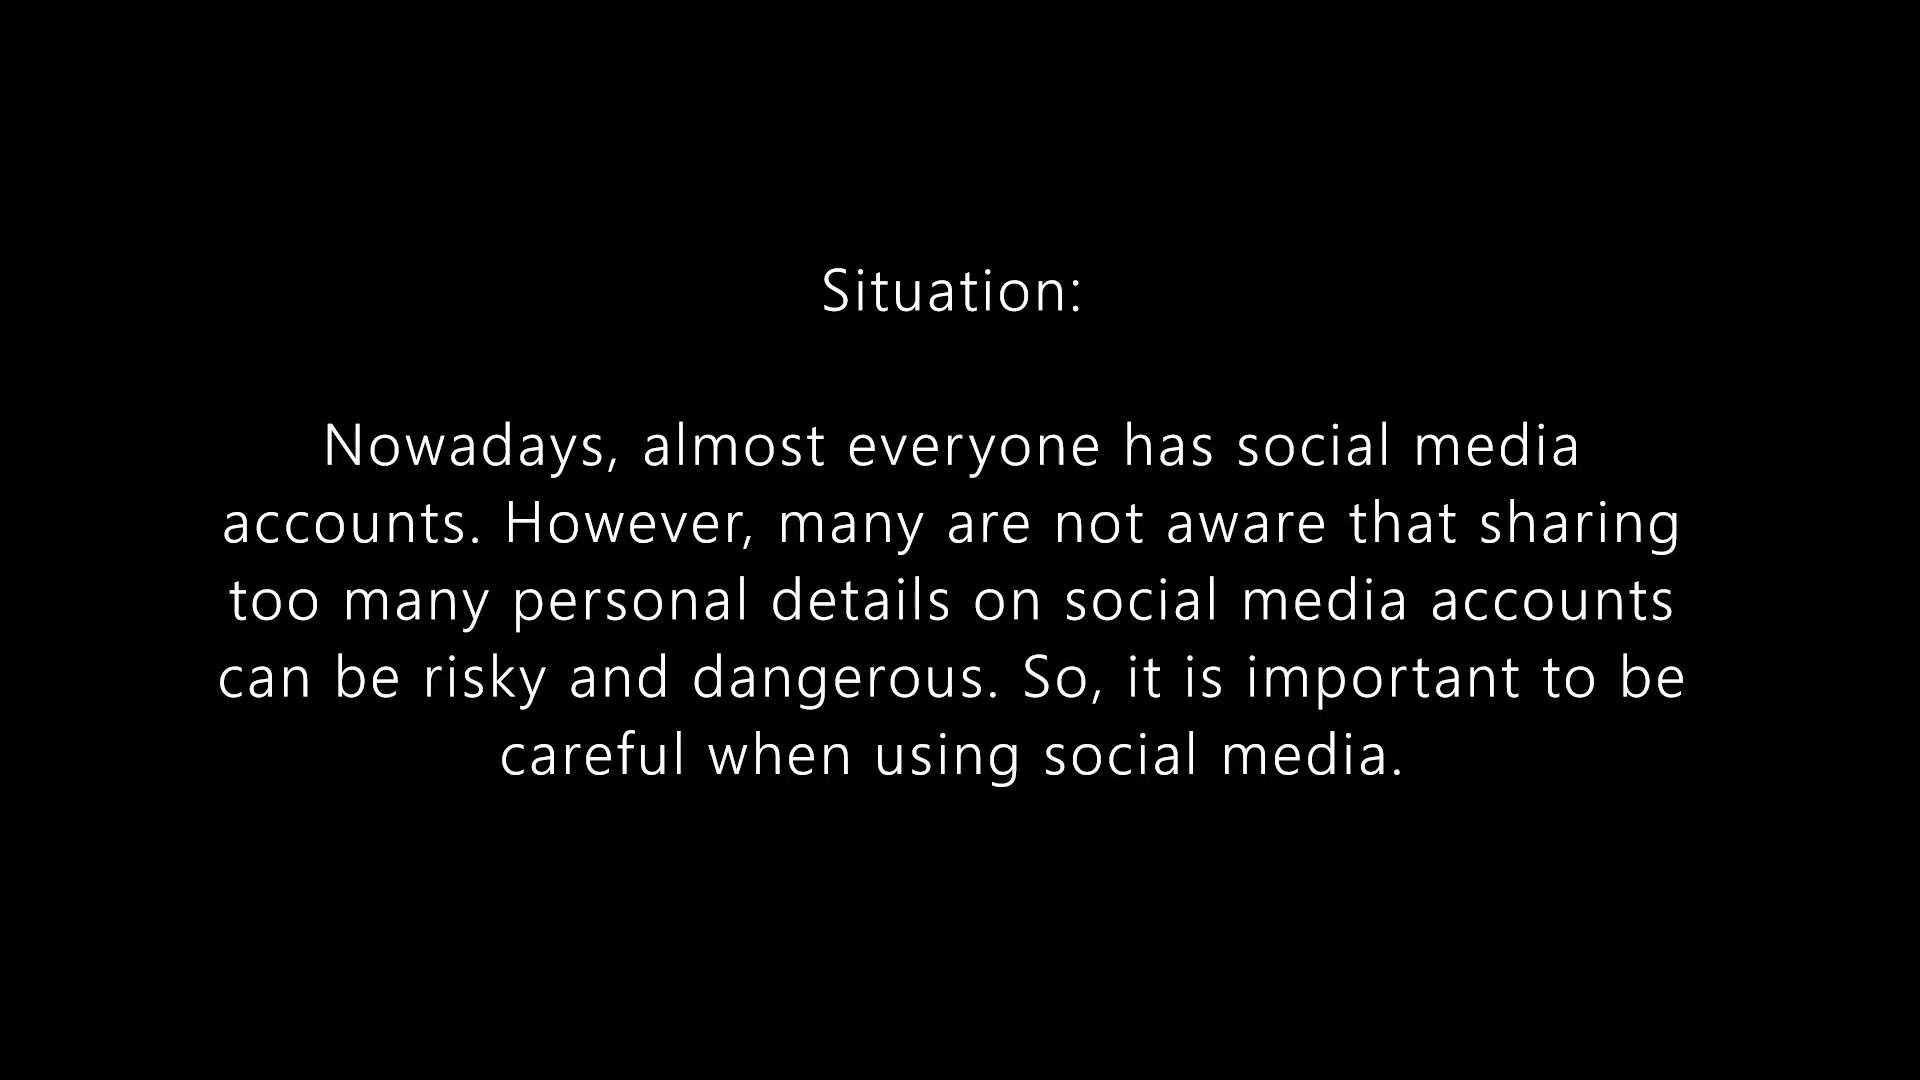 Situation:
Nowadays, almost everyone has social media
accounts. However, many are not aware that sharing
too many personal details on social media accounts
can be risky and dangerous. So, it is important to be
careful when using social media.